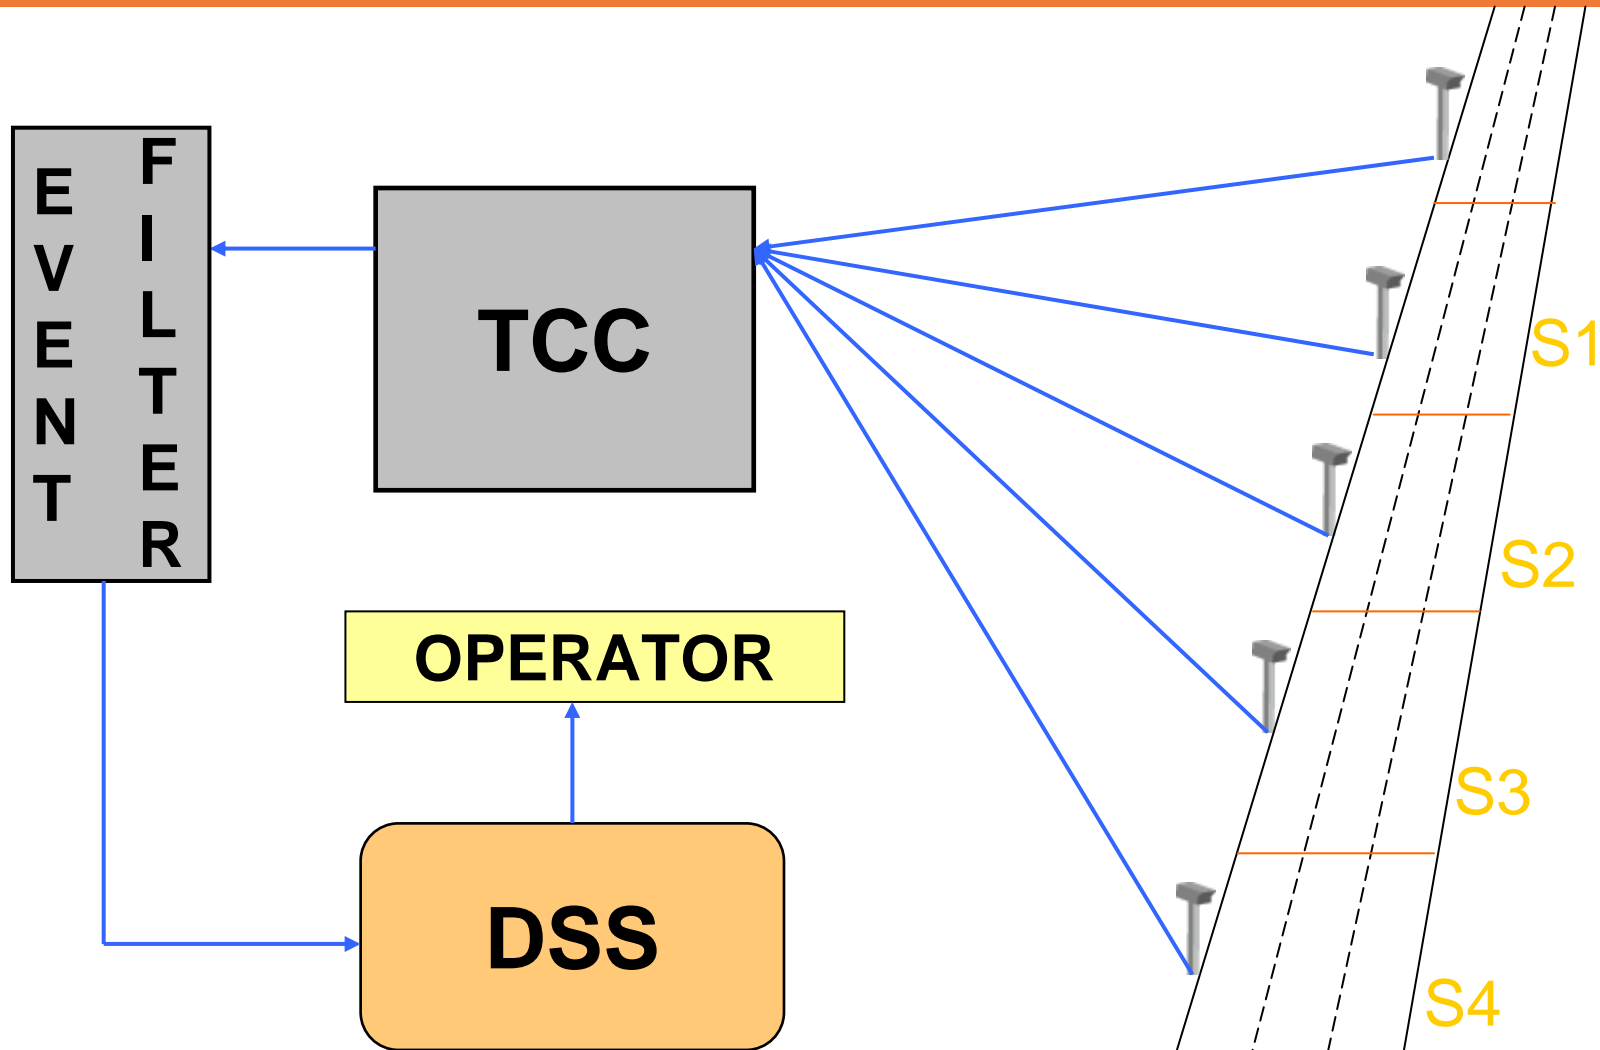 EVENT
FILTER
TCC
S1
S2
OPERATOR
S3
DSS
S4